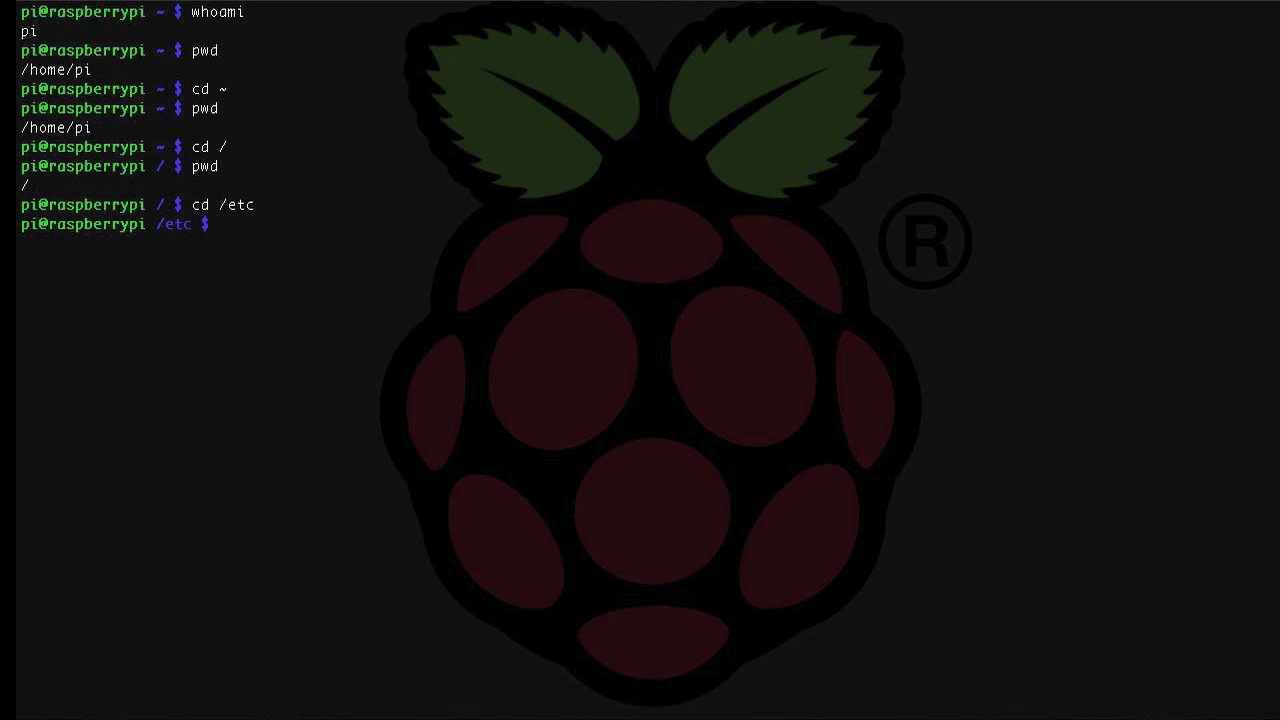 pi@raspberrypi ~ $ whoami
pi
pi@raspberrypi ~ $ pwd
/home/pi
pi@raspberrypi ~ $ cd ~
pi@raspberrypi ~ $ pwd
/home/pi
pi@raspberrypi ~ $ cd /
pi@raspberrypi / $ pwd
/
pi@raspberrypi / $ cd /etc
pi@raspberrypi /etc $
®